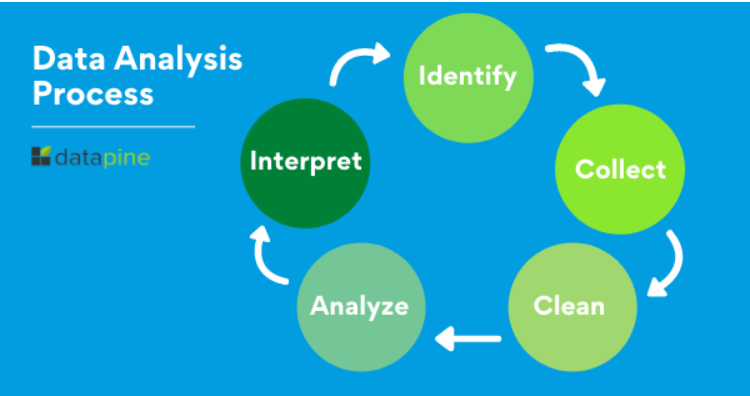 Data Analysis
Process
datapine
Identify
Collect
Clean
Analyze
Interpret